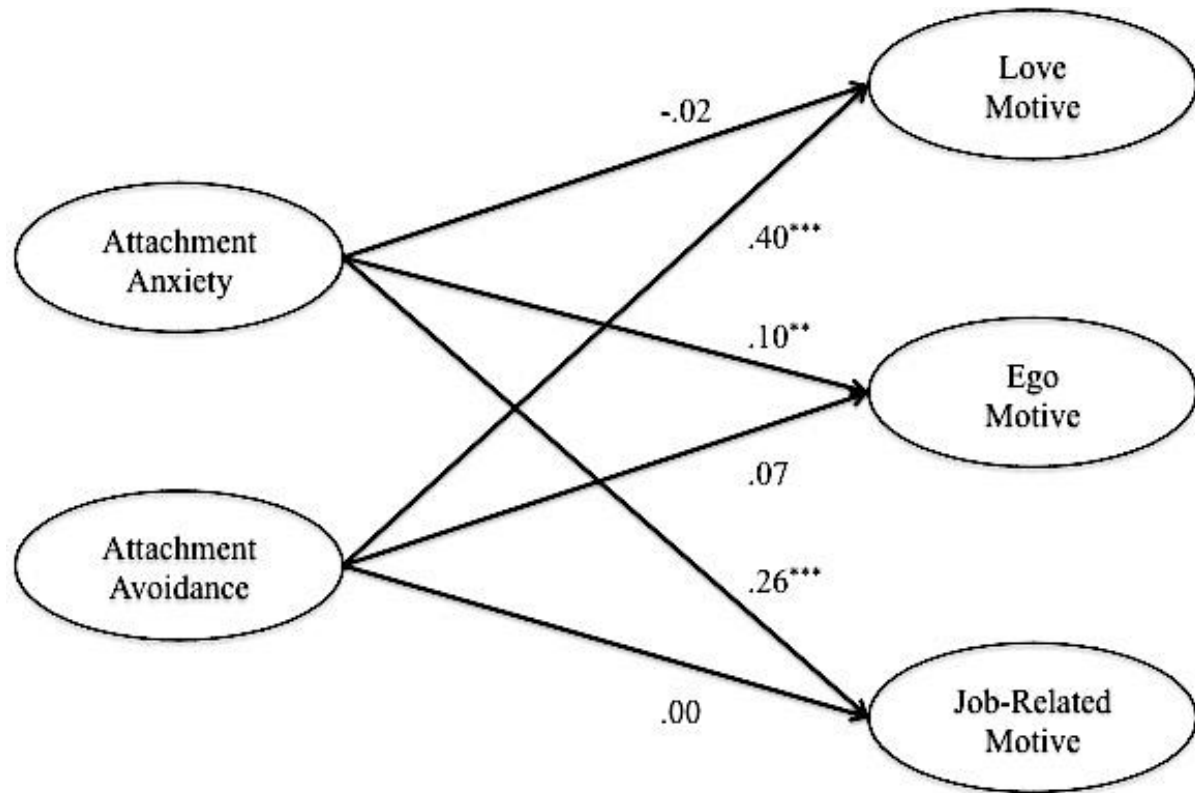 Love
Motive
-.02
Attachment
Anxiety
.40***
.10**
Ego
Motive
.07
Attachment
Avoidance
.26***
.00
Job-Related
Motive